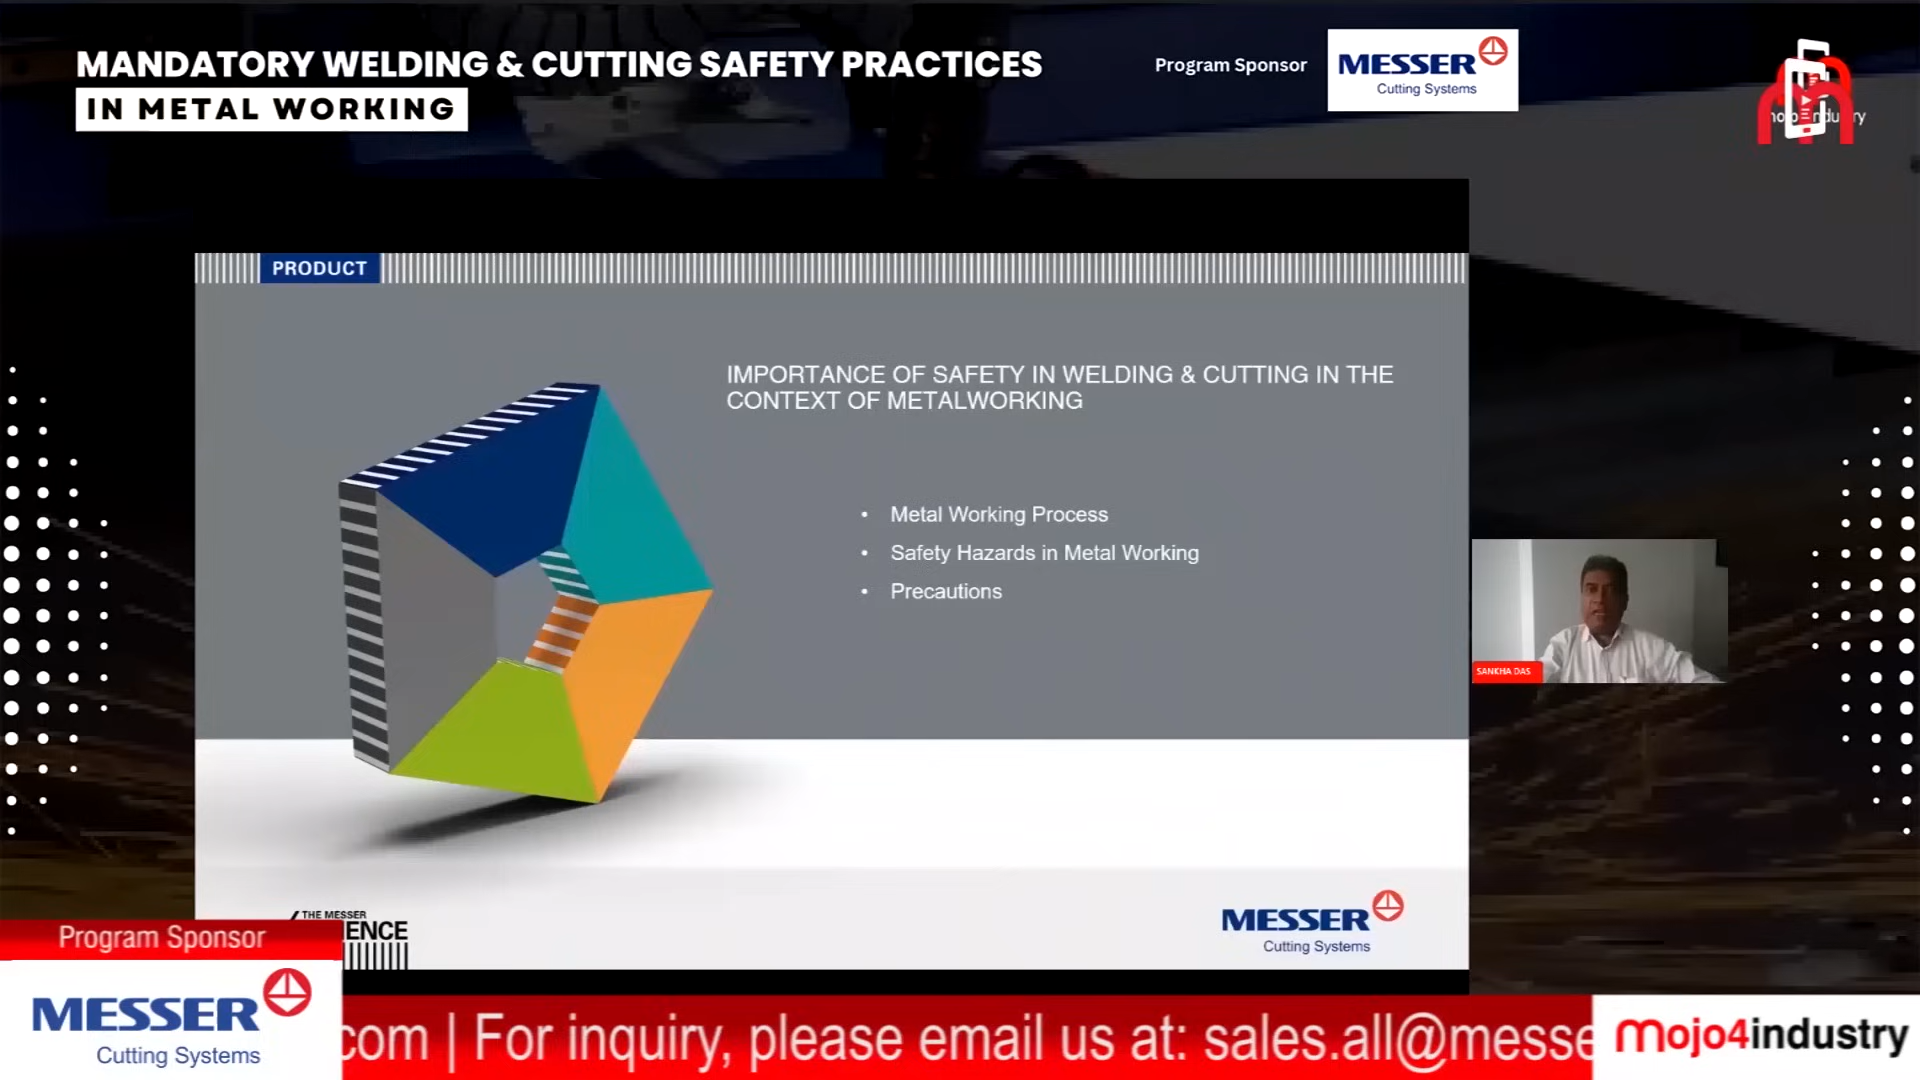 MANDATORY WELDING & CUTTING SAFETY PRACTICES
IN METAL WORKING
Program Sponsor
MESSER
Cutting Systems
PRODUCT
IMPORTANCE OF SAFETY IN WELDING & CUTTING IN THE
CONTEXT OF METALWORKING
• Metal Working Process
• Safety Hazards in Metal Working
• Precautions
SANKHA DAS
THE MESSER
ENCE
MESSER
Cutting Systems
Program Sponsor
MESSER
Cutting Systems
com | For inquiry, please email us at: sales.all@messe
mojo4industry